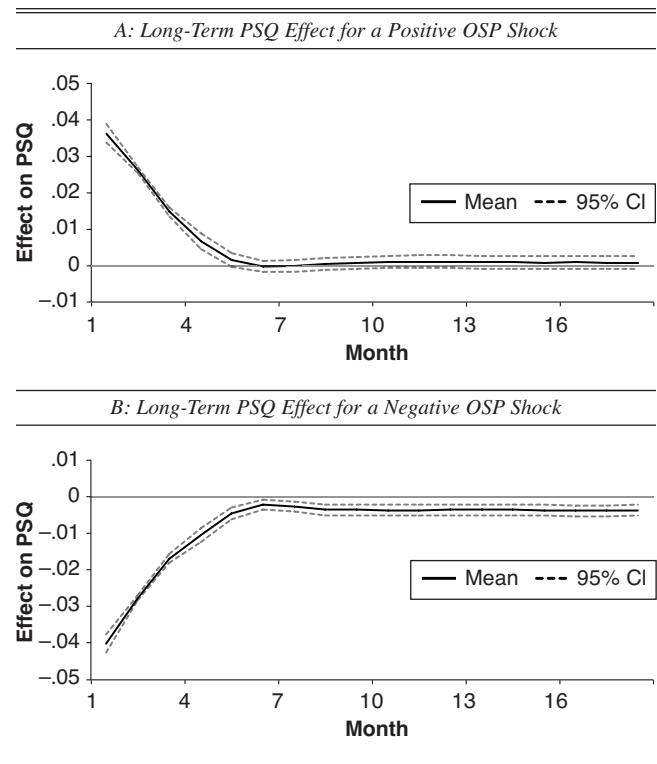 A: Long-Term PSQ Effect for a Positive OSP Shock
.05
.04
.03
.02
.01
0
–.01
Effect on PSQ
Mean 95% CI
1 4 7 10 13 16
Month
B: Long-Term PSQ Effect for a Negative OSP Shock
.01
0
–.01
–.02
–.03
–.04
–.05
Effect on PSQ
Mean 95% CI
1 4 7 10 13 16
Month